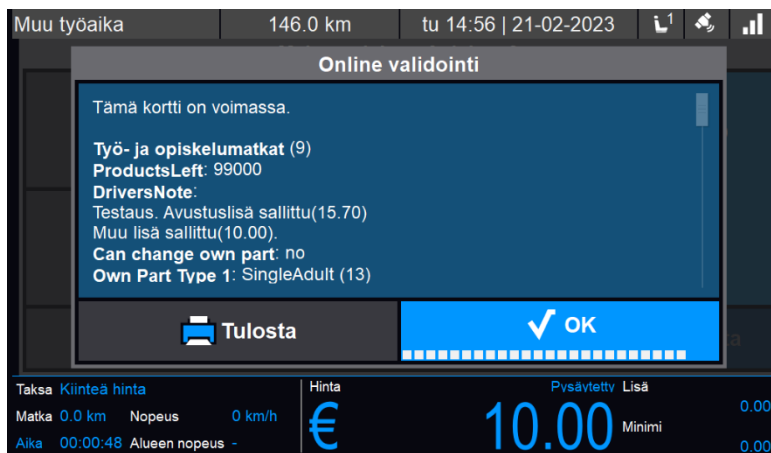 Muu työaika 146.0 km tu 14:56 | 21-02-2023 1
Online validointi
Tämä kortti on voimassa.
Työ- ja opiskelumatkat (9)
ProductsLeft: 99000
DriversNote:
Testaus. Avustuslisä sallittu(15.70)
Muu lisä sallittu(10.00).
Can change own part: no
Own Part Type 1: SingleAdult (13)
Tulosta OK
Taksa Kiinteä hinta Hinta Pysäytetty Lisä
Matka 0.0 km Nopeus 0 km/h € 10.00 0.00
Minimi
Aika 00:00:48 Alueen nopeus - 0.00